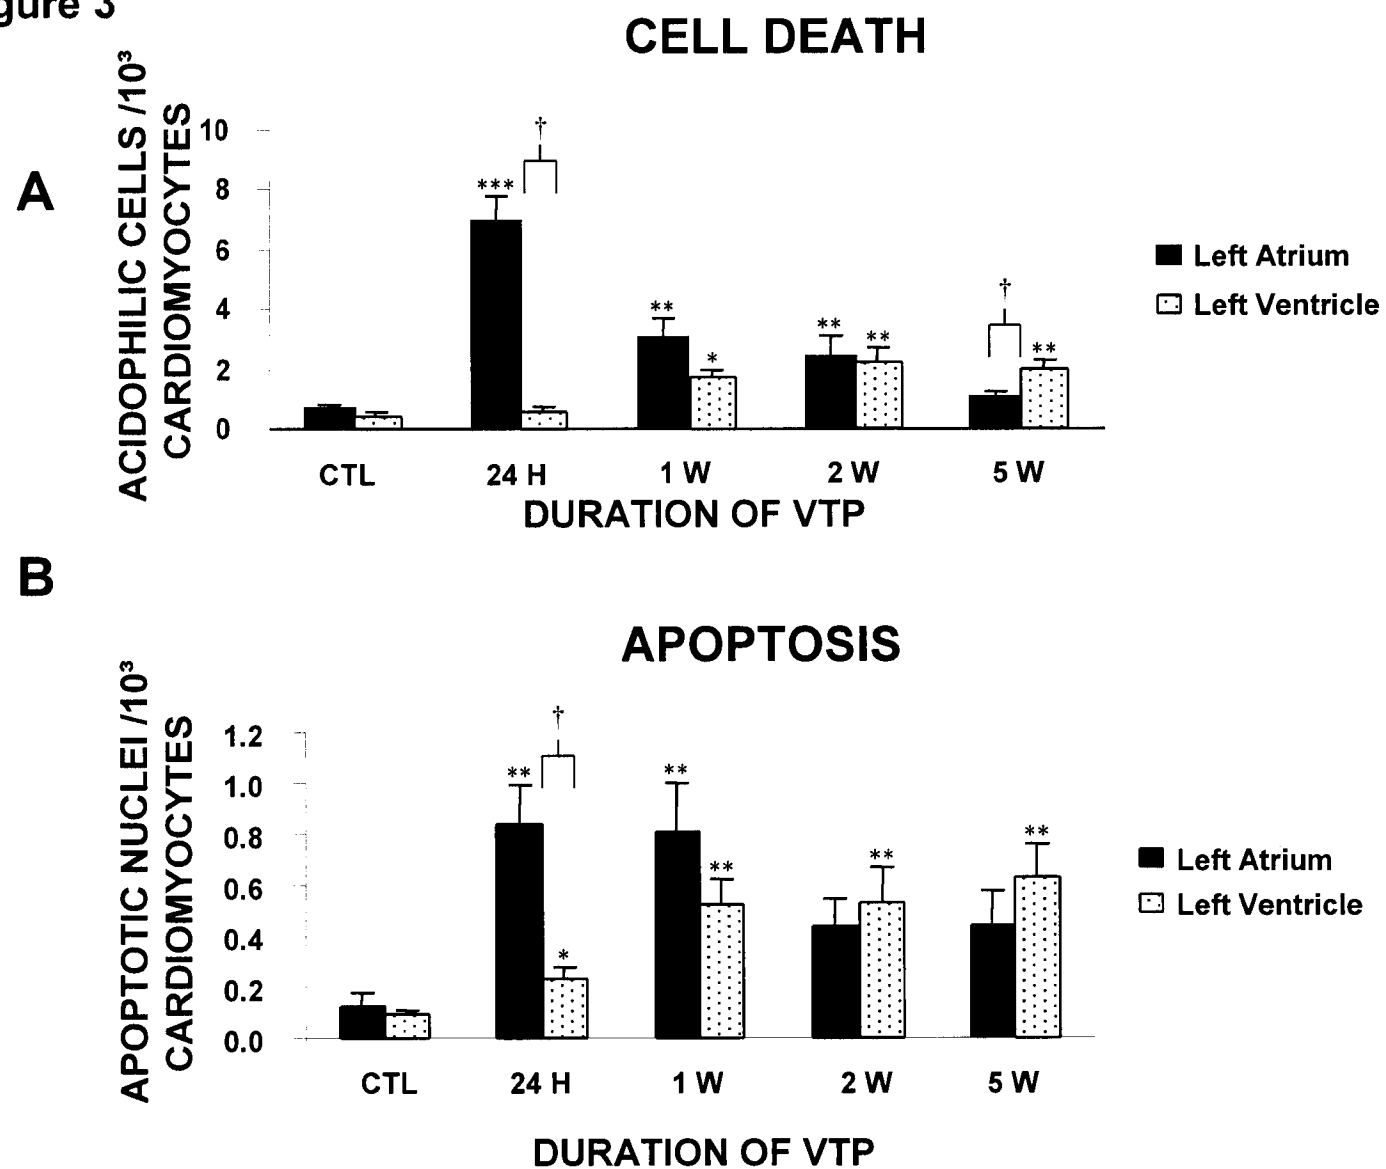 gure 3
CELL DEATH
A
ACIDOPHILIC CELLS /10³
CARDIOMYOCYTES
10
8
6
4
2
0
†
***
**
*
**
**
†
**
Left Atrium
Left Ventricle
CTL 24 H 1 W 2 W 5 W
DURATION OF VTP
B
APOPTOSIS
APOPTOTIC NUCLEI /10³
CARDIOMYOCYTES
1.2
1.0
0.8
0.6
0.4
0.2
0.0
†
**
*
**
**
**
**
Left Atrium
Left Ventricle
CTL 24 H 1 W 2 W 5 W
DURATION OF VTP